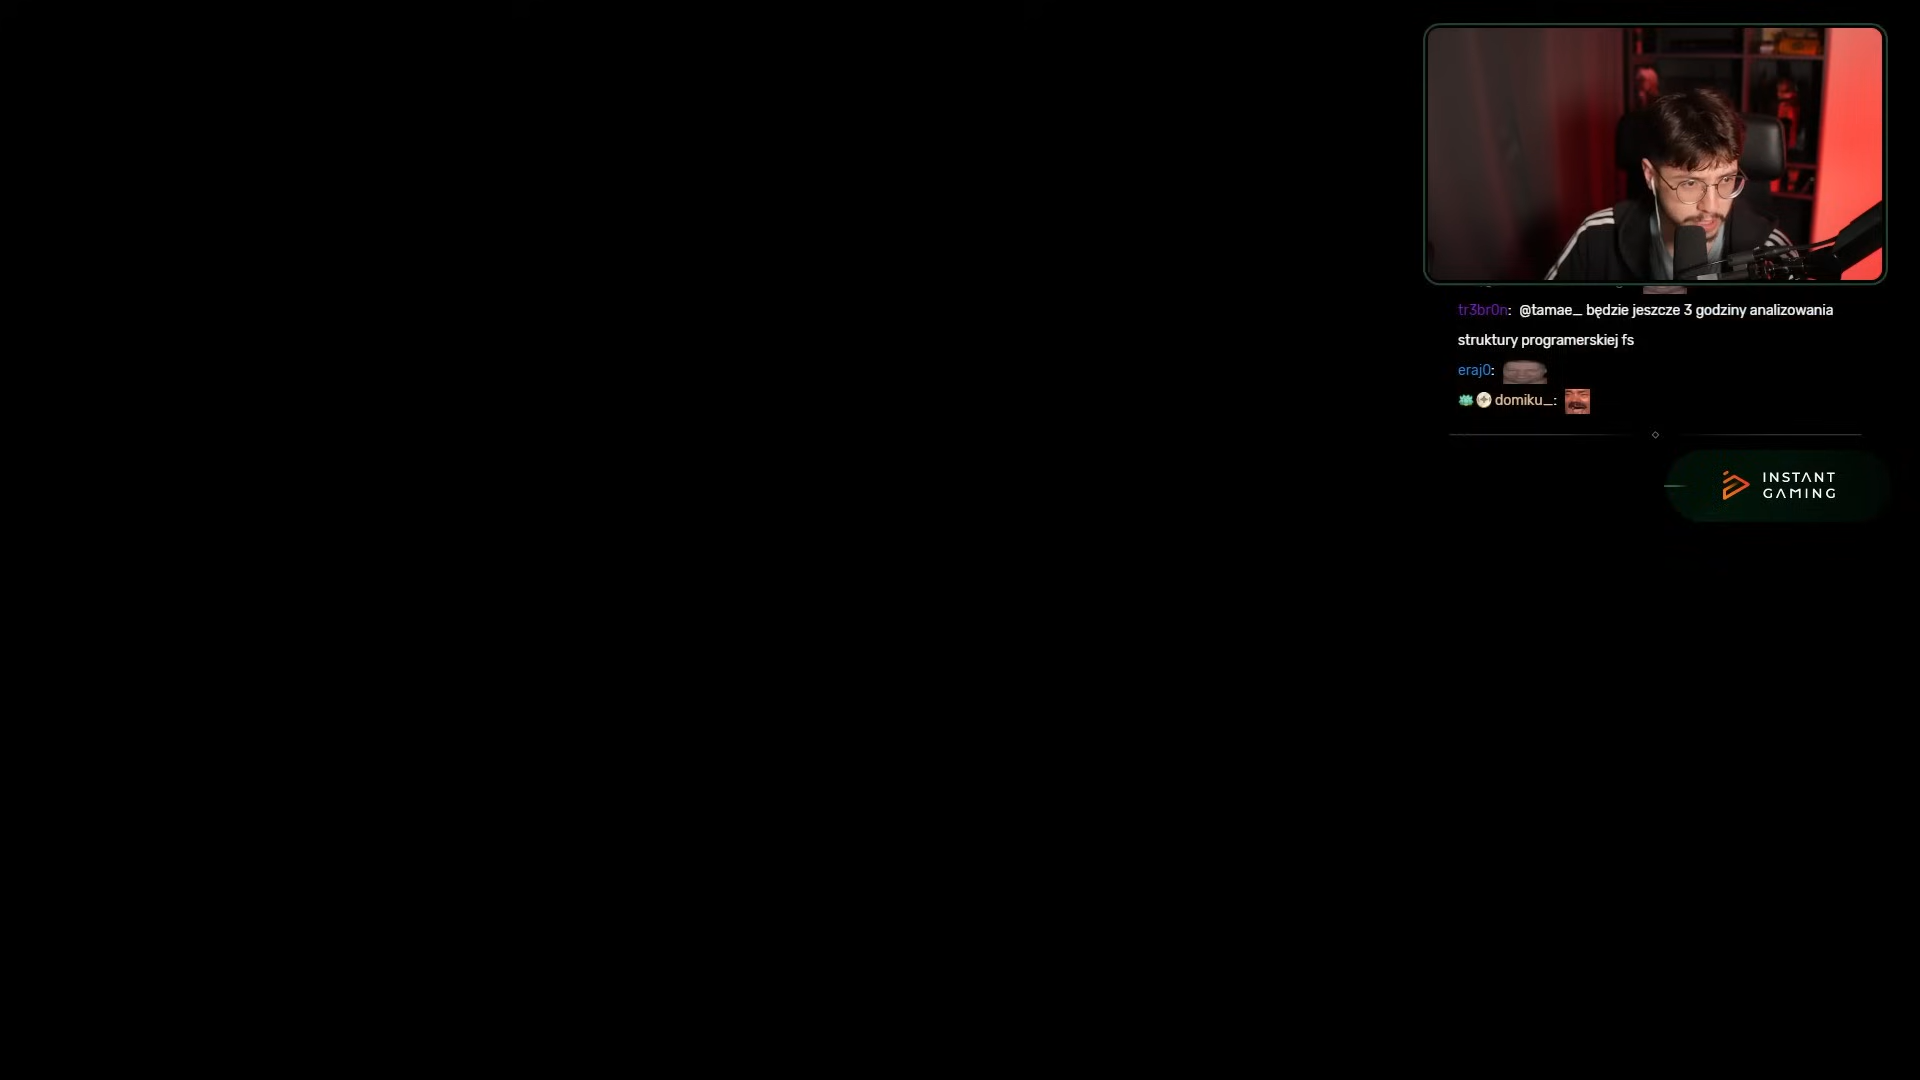 tr3br0n: @tamae_ będzie jeszcze 3 godziny analizowania
struktury programerskiej fs
eraj0:
domiku_:
INSTANT
GAMING